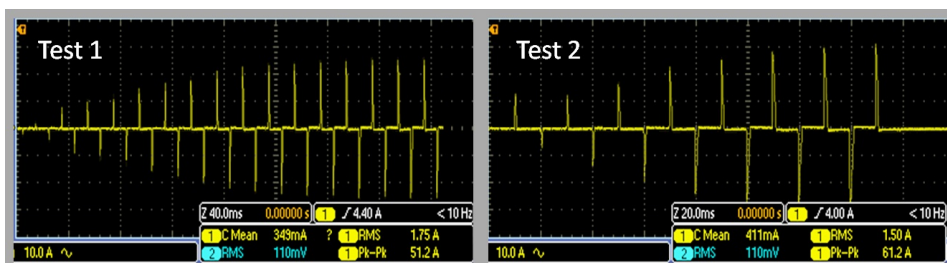 Test 1
Z 40.0ms 0.00000 s 1 ƒ 4.40 A < 10 Hz
1 C Mean 349mA ? 1 RMS 1.75 A
2 RMS 110mV 1 Pk-Pk 51.2 A
10.0 A ∿
Test 2
Z 20.0ms 0.00000 s 1 ƒ 4.00 A < 10 Hz
1 C Mean 411mA 1 RMS 1.50 A
2 RMS 110mV 1 Pk-Pk 61.2 A
10.0 A ∿